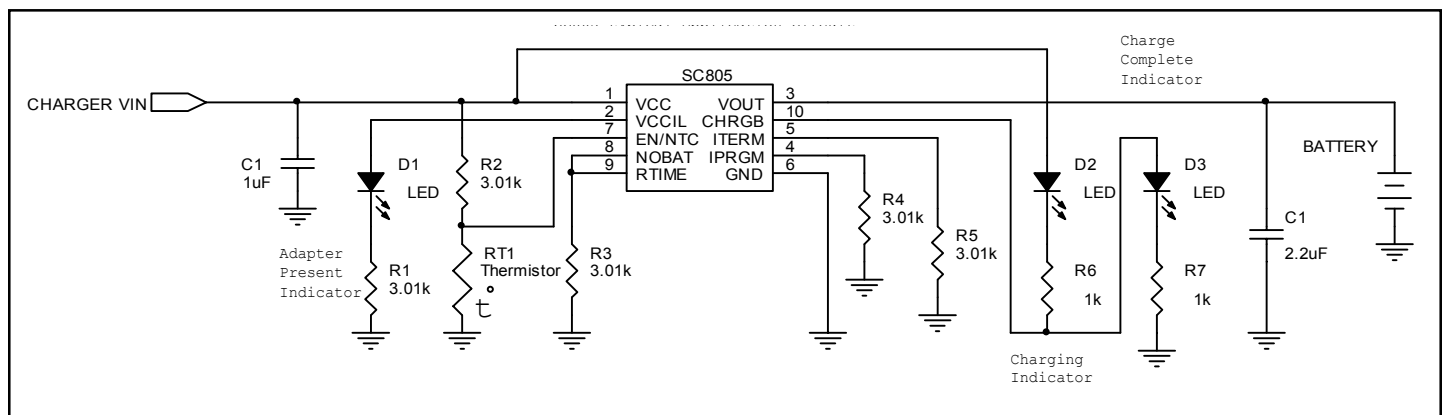 Charge
Complete
Indicator
SC805
CHARGER VIN
1
VCC
VOUT
3
2
VCCIL
CHRGB
10
7
EN/NTC
ITERM
5
8
NOBAT
IPRGM
4
9
RTIME
GND
6
C1
1uF
D1
LED
R2
3.01k
D2
LED
D3
LED
BATTERY
R4
3.01k
R5
3.01k
C1
2.2uF
Adapter
Present
Indicator
R1
3.01k
RT1
Thermistor
t°
R3
3.01k
R6
1k
R7
1k
Charging
Indicator